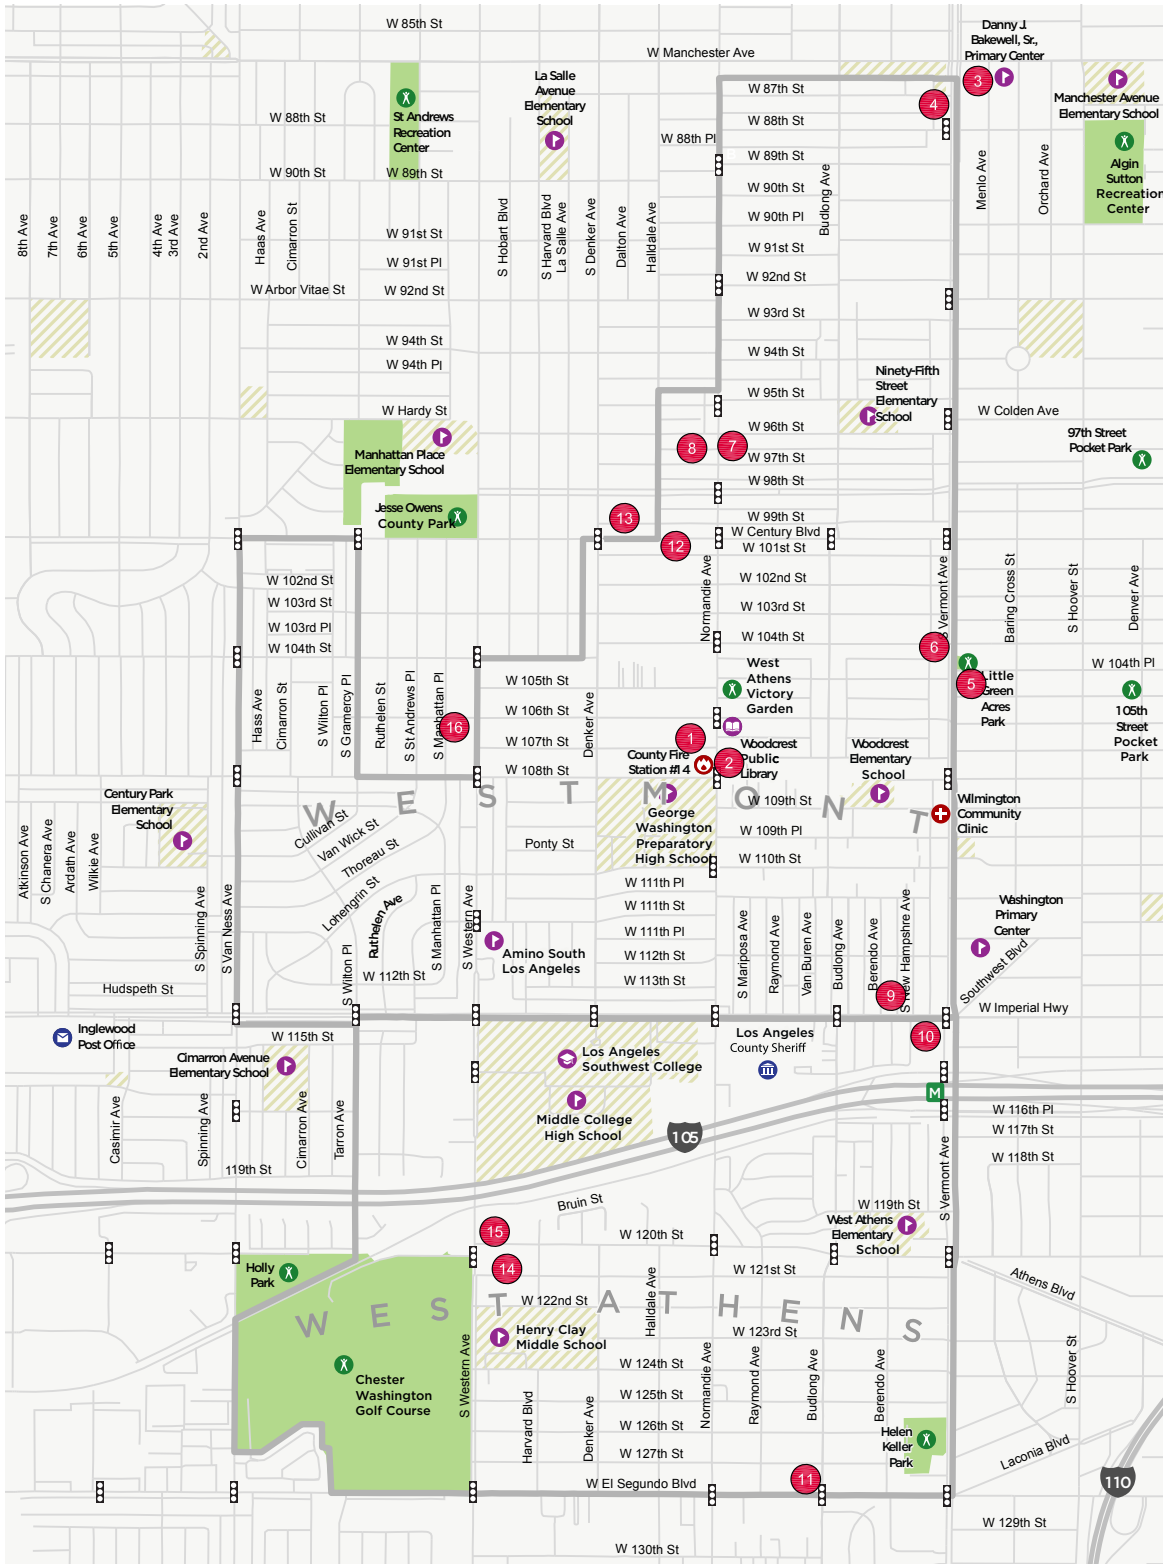 W 85th St
W Manchester Ave
Danny J.
Bakewell, Sr.,
Primary Center
La Salle
Avenue
Elementary
School
3
4
W 87th St
Manchester Avenue
Elementary School
St Andrews
Recreation
Center
W 88th St
W 88th St
W 88th Pl
W 89th St
W 90th St
W 89th St
Algin
Sutton
Recreation
Center
Menlo Ave
Orchard Ave
Budlong Ave
W 90th St
W 90th Pl
W 91st St
W 92nd St
W 93rd St
W 94th St
W 95th St
8th Ave
7th Ave
6th Ave
5th Ave
4th Ave
3rd Ave
2nd Ave
Haas Ave
Cimarron St
W 91st St
W 91st Pl
W Arbor Vitae St
W 92nd St
S Hobart Blvd
S Harvard Blvd
La Salle Ave
S Denker Ave
Dalton Ave
Halldale Ave
W 94th St
W 94th Pl
W Hardy St
Ninety-Fifth
Street
Elementary
School
W Colden Ave
97th Street
Pocket Park
W 96th St
8
7
W 97th St
W 98th St
W 99th St
Manhattan Place
Elementary School
Jesse Owens
County Park
13
12
W Century Blvd
W 101st St
W 102nd St
W 103rd St
W 104th St
W 102nd St
W 103rd St
W 103rd Pl
W 104th St
Normandie Ave
S Vermont Ave
Baring Cross St
S Hoover St
Denver Ave
6
W 104th Pl
5
Little
Green
Acres
Park
105th
Street
Pocket
Park
West
Athens
Victory
Garden
W 105th St
W 106th St
W 107th St
W 108th St
Denker Ave
Hass Ave
Cimarron St
S Wilton Pl
S Gramercy Pl
Ruthelen St
S St Andrews Pl
S Manhattan Pl
16
1
2
County Fire
Station #14
Woodcrest
Public
Library
Woodcrest
Elementary
School
WESTMONT
W 109th St
W 109th Pl
W 110th St
Wilmington
Community
Clinic
George
Washington
Preparatory
High School
Century Park
Elementary
School
Cullivan St
Van Wick St
Thoreau St
Lohengrin St
Ponty St
Atkinson Ave
S Chanera Ave
Ardath Ave
Wilkie Ave
S Spinning Ave
S Van Ness Ave
Ruthelen Ave
S Wilton Pl
S Manhattan Pl
S Western Ave
W 111th Pl
W 111th St
W 111th Pl
W 112th St
W 113th St
W 112th St
Hudspeth St
Amino South
Los Angeles
S Mariposa Ave
Raymond Ave
Van Buren Ave
Budlong Ave
Berendo Ave
S New Hampshre Ave
Washington
Primary
Center
Southwest Blvd
W Imperial Hwy
9
10
Inglewood
Post Office
W 115th St
Cimarron Avenue
Elementary School
Los Angeles
Southwest College
Middle College
High School
Los Angeles
County Sheriff
M
105
W 116th Pl
W 117th St
W 118th St
Casimir Ave
Spinning Ave
Cimarron Ave
Tarron Ave
119th St
Bruin St
S Vermont Ave
W 119th St
West Athens
Elementary
School
15
14
W 120th St
W 121st St
W 122nd St
W 123rd St
Holly
Park
WEST ATHENS
Athens Blvd
Henry Clay
Middle School
Halldale Ave
Chester
Washington
Golf Course
S Western Ave
W 124th St
W 125th St
W 126th St
W 127th St
Harvard Blvd
Denker Ave
Normandie Ave
Raymond Ave
Budlong Ave
Berendo Ave
S Hoover St
Helen
Keller
Park
Laconia Blvd
11
W El Segundo Blvd
110
W 129th St
W 130th St